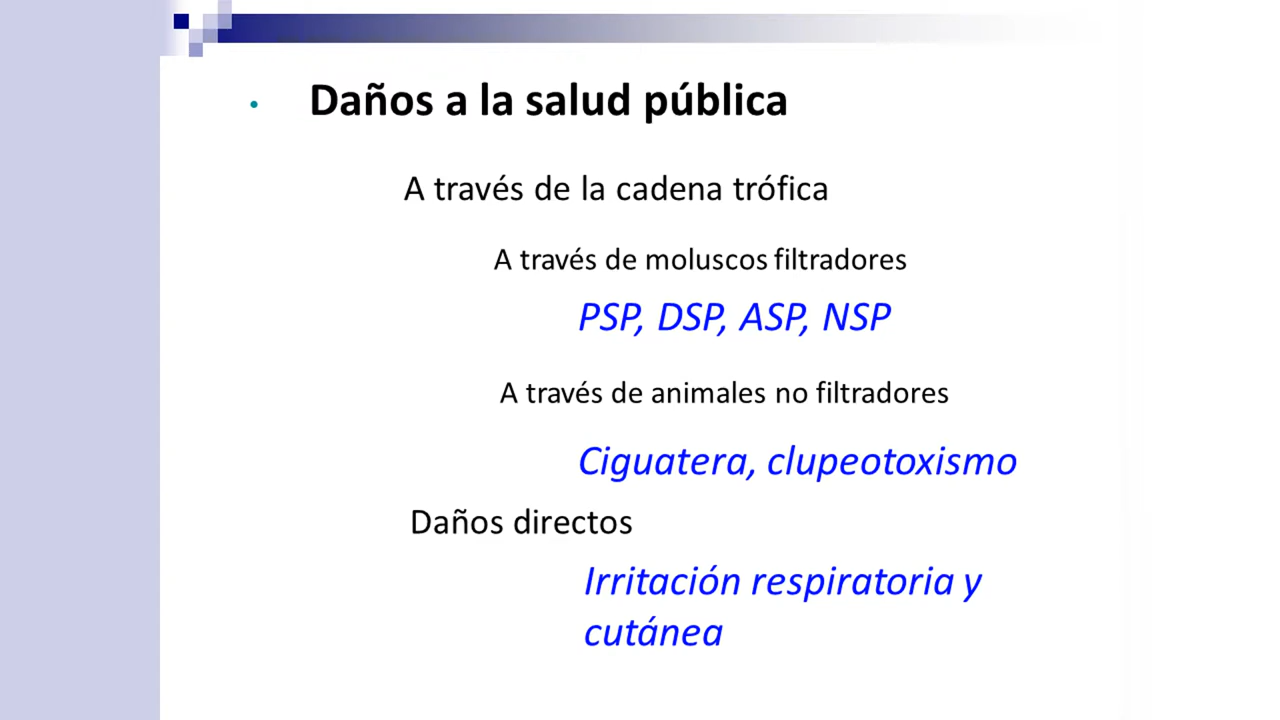 • Daños a la salud pública
A través de la cadena trófica
A través de moluscos filtradores
PSP, DSP, ASP, NSP
A través de animales no filtradores
Ciguatera, clupeotoxismo
Daños directos
Irritación respiratoria y
cutánea